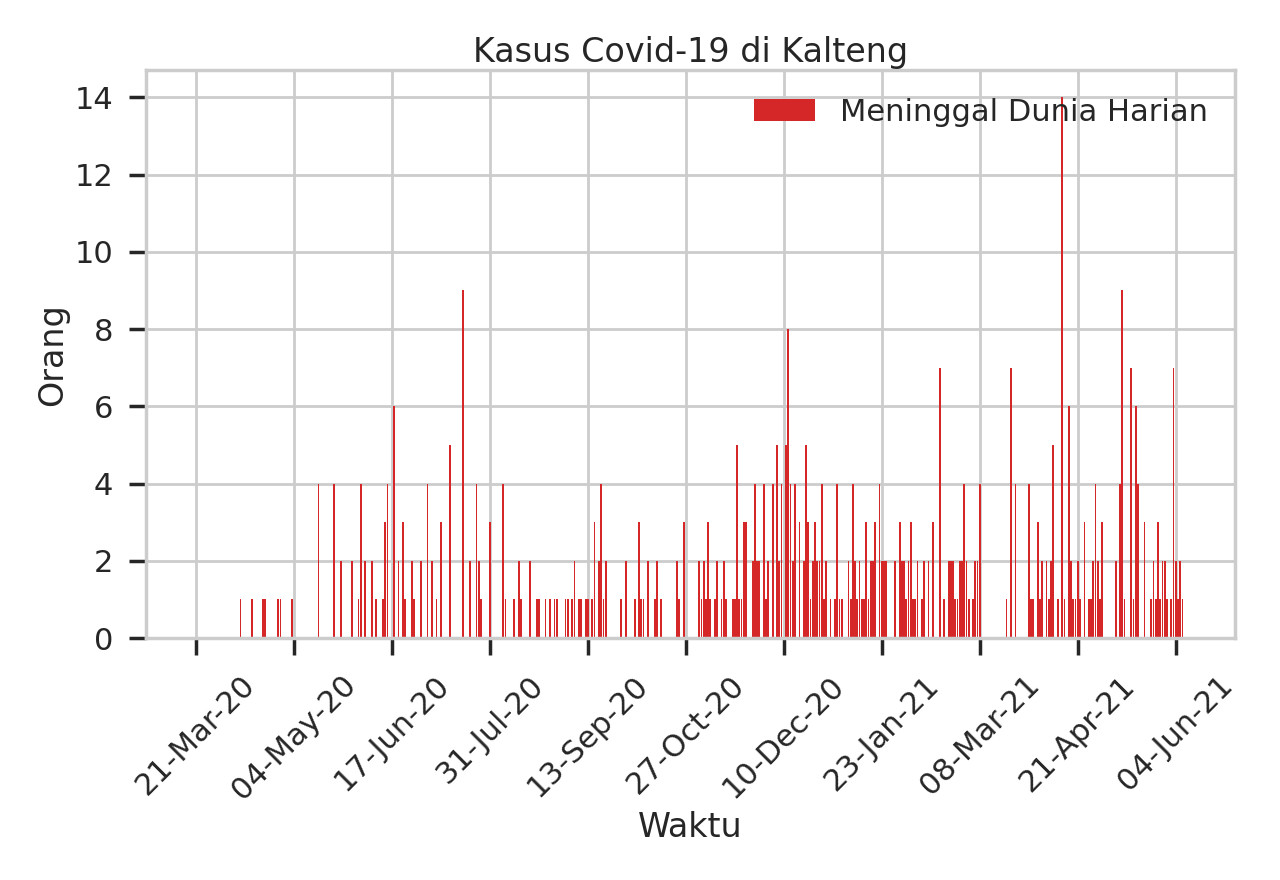 Kasus Covid-19 di Kalteng
Meninggal Dunia Harian
14
12
10
8
6
4
2
0
Orang
21-Mar-20
04-May-20
17-Jun-20
31-Jul-20
13-Sep-20
27-Oct-20
10-Dec-20
23-Jan-21
08-Mar-21
21-Apr-21
04-Jun-21
Waktu